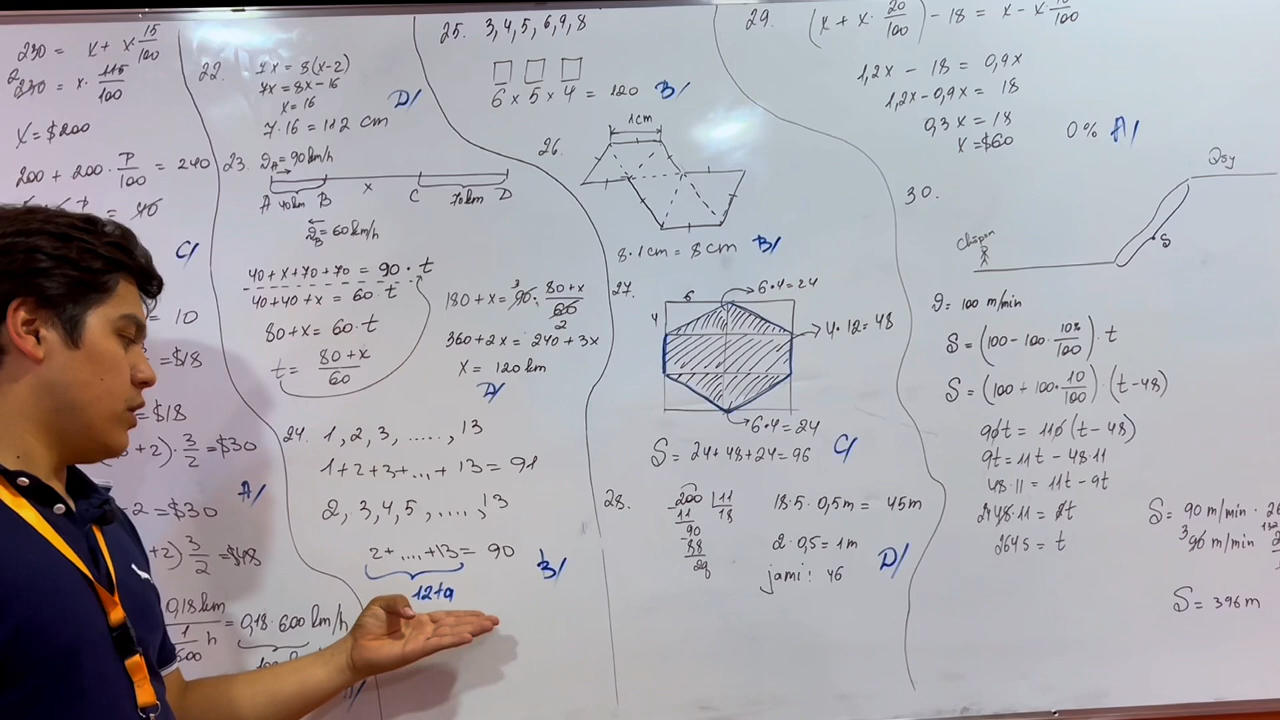 230 = x + x·15/100
230 = x · 115/100
x = $200
200 + 200 · P/100 = 240
C/
= 10
= $18
= $18
+2) · 3/2 = $30
A/
·2 = $30
+2) 3/2 = $48
= 0,18·600 km/h
22. 7x = 8(x-2)
7x = 8x-16
x = 16
7·16 = 112 cm
D/
23. 90 km/h
A 40km B x C 70km D
60 km/h
40+x+70+70 = 90·t
40+40+x = 60·t
80+x = 60·t
t = 80+x/60
180+x = 90 · 80+x/60
3
2
360+2x = 240+3x
x = 120 km
D/
24. 1, 2, 3, ....., 13
1+2+3+...+13 = 91
2, 3, 4, 5, ....., 13
2+....+13 = 90
12ta
B/
25. 3, 4, 5, 6, 9, 8
6 x 5 x 4 = 120 B/
26. 1cm
8·1cm = 8cm B/
27. 6 6·4=24
4 4·12=48
6·4=24
S = 24+48+24=96 C/
28. 200 11
11 18
90
88
2
18·5·0,5m = 45m
2·0,5 = 1m
jami: 46
D/
29. (x + x· 20/100) - 18 = x - x· 10/100
1,2x - 18 = 0,9x
1,2x - 0,9x = 18
0,3x = 18
x = $60
0% A/
30.
Chopon
S
= 100 m/min
S = (100 - 100· 10/100) · t
S = (100 + 100· 10/100) · (t-48)
90t = 110(t-48)
9t = 11t - 48·11
48·11 = 11t - 9t
264 s = t
S = 90 m/min ·
S = 396 m